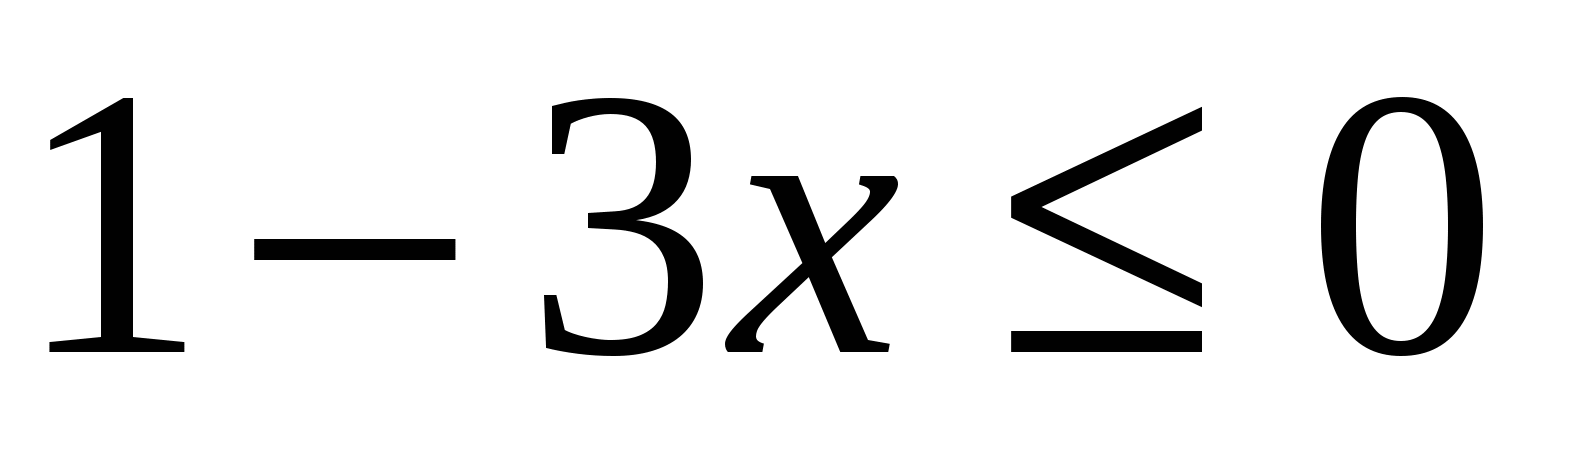 1 − 3x ≤ 0